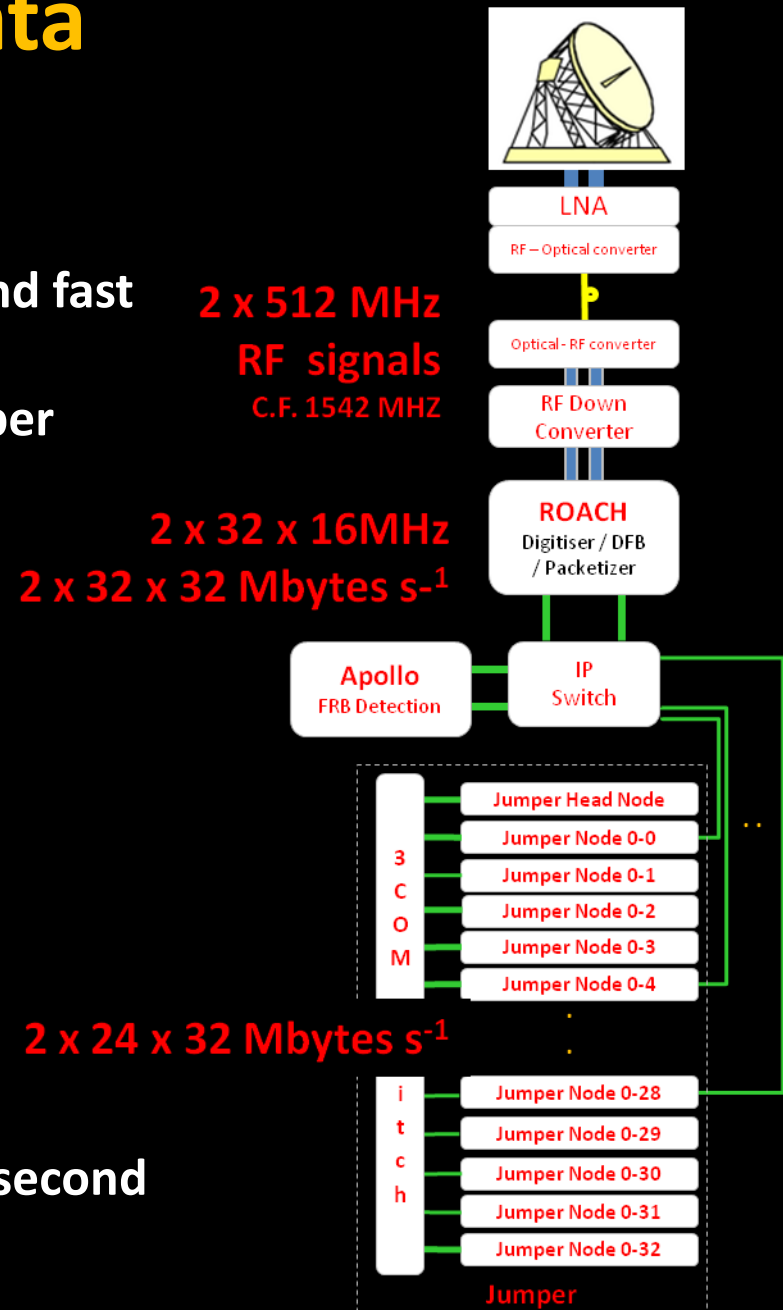 nta
nd fast
per
second
2 x 512 MHz
RF signals
C.F. 1542 MHZ
2 x 32 x 16MHz
2 x 32 x 32 Mbytes s-1
2 x 24 x 32 Mbytes s-1
LNA
RF – Optical converter
Optical - RF converter
RF Down
Converter
ROACH
Digitiser / DFB
/ Packetizer
Apollo
FRB Detection
IP
Switch
3
C
O
M
i
t
c
h
Jumper Head Node
Jumper Node 0-0
Jumper Node 0-1
Jumper Node 0-2
Jumper Node 0-3
Jumper Node 0-4
. .
.
.
Jumper Node 0-28
Jumper Node 0-29
Jumper Node 0-30
Jumper Node 0-31
Jumper Node 0-32
Jumper